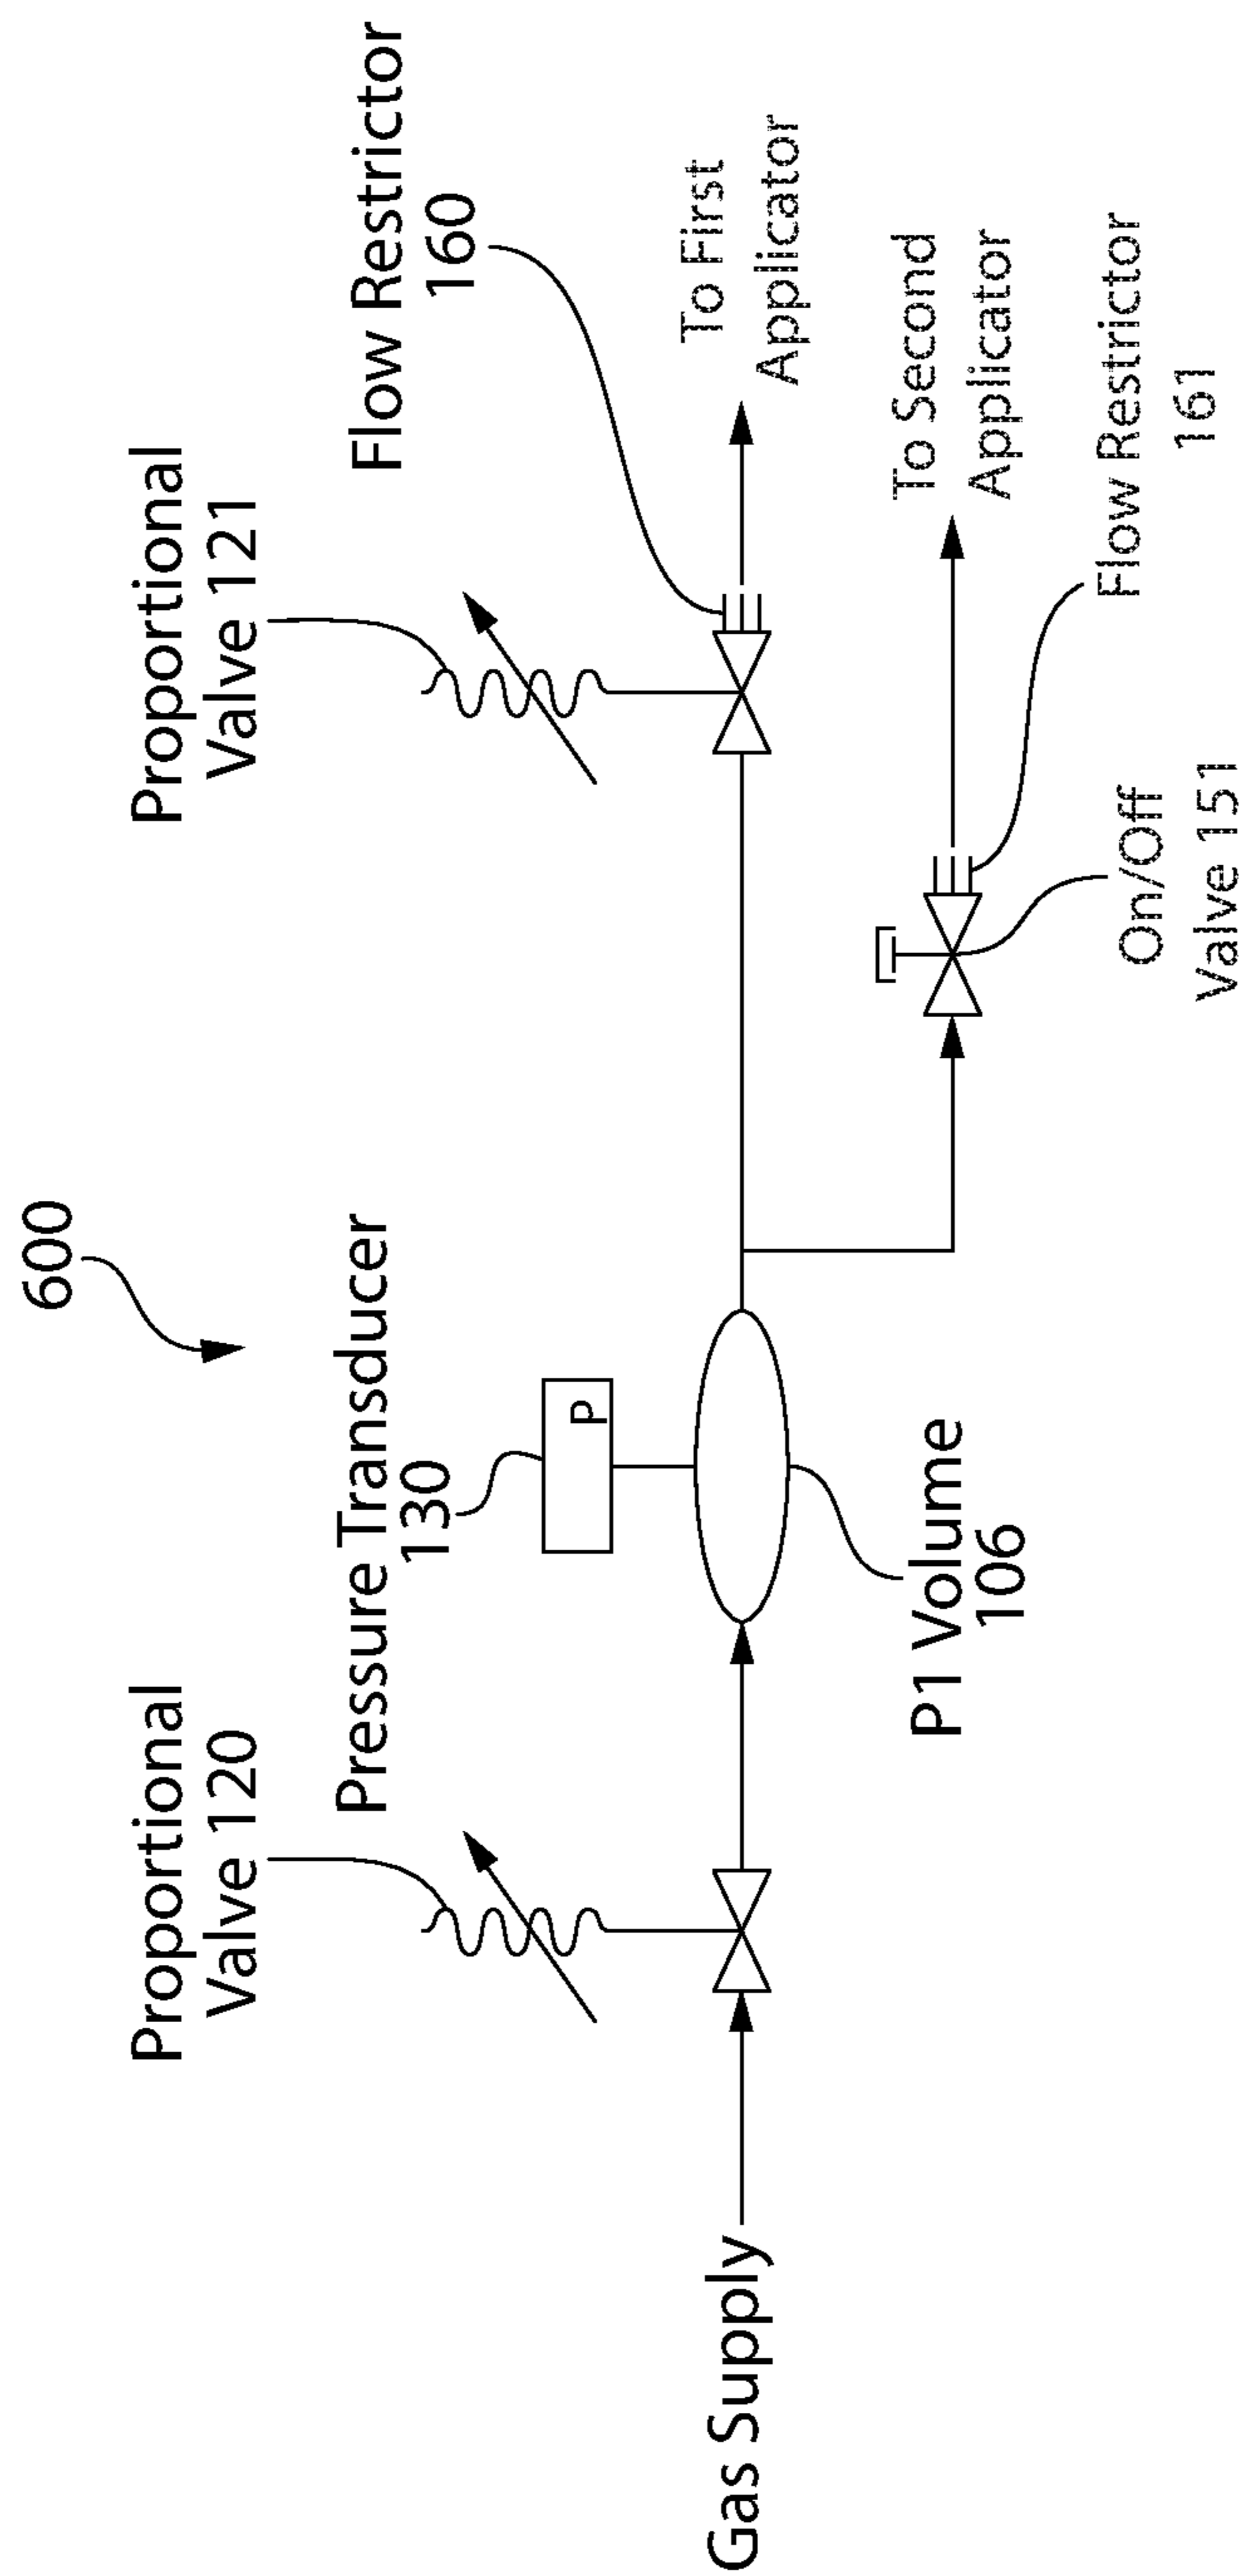 600
Proportional
Valve 120
Pressure Transducer
130
P
Proportional
Valve 121
Flow Restrictor
160
Gas Supply
P1 Volume
106
To First
Applicator
To Second
Applicator
On/Off
Valve 151
Flow Restrictor
161